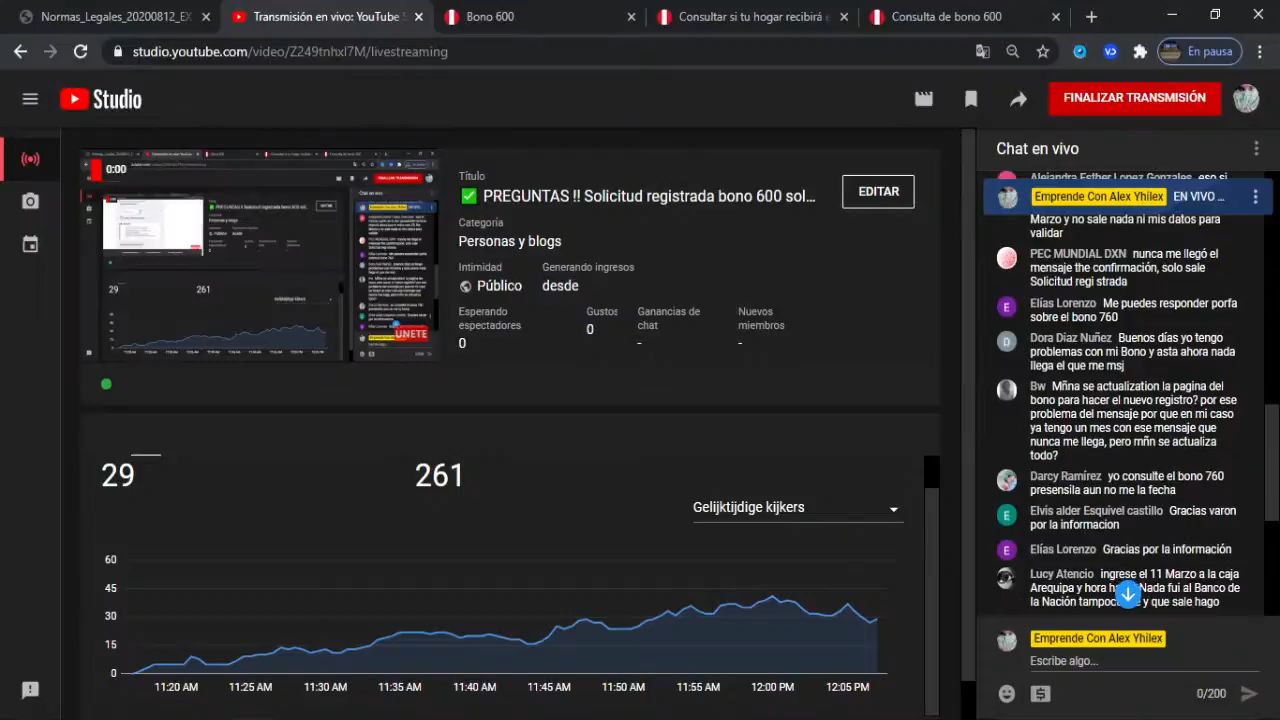 Normas_Legales_20200812_EX
Transmisión en vivo: YouTube S
Bono 600
Consultar si tu hogar recibirá e
Consulta de bono 600
studio.youtube.com/video/Z249tnhxl7M/livestreaming
En pausa
Studio
FINALIZAR TRANSMISIÓN
0:00
29
261
UNETE
Título
PREGUNTAS !! Solicitud registrada bono 600 sol
EDITAR
Categoría
Personas y blogs
Intimidad
Generando ingresos
Público
desde
Esperando
espectadores
Gustos
Ganancias de
chat
Nuevos
miembros
0
0
-
-
29
261
Gelijktijdige kijkers
60
45
30
15
0
11:20 AM
11:25 AM
11:30 AM
11:35 AM
11:40 AM
11:45 AM
11:50 AM
11:55 AM
12:00 PM
12:05 PM
Chat en vivo
Alejandra Esther Lopez Gonzales eso si
Emprende Con Alex Yhilex EN VIVO ...
Marzo y no sale nada ni mis datos para
validar
PEC MUNDIAL CHRN nunca me llegó el
mensaje here confirmación, solo sale
Solicitud regi strada
Elías Lorenzo Me puedes responder porfa
sobre el bono 760
Dora Diaz Nuñez Buenos días yo tengo
problemas con mi Bono y asta ahora nada
llega el que me msj
Bw Mñna se actualization la pagina del
bono para hacer el nuevo registro? por ese
problema del mensaje por que en mi caso
ya tengo un mes con ese mensaje que
nunca me llega, pero mñn se actualiza
todo?
Darcy Ramírez yo consulte el bono 760
presensila aun no me la fecha
Elvis alder Esquivel castillo Gracias varon
por la informacion
Elías Lorenzo Gracias por la información
Lucy Atencio ingrese el 11 Marzo a la caja
Arequipa y hora Nada fui al Banco de
la Nación tampoc y que sale hago
Emprende Con Alex Yhilex
Escribe algo...
0/200